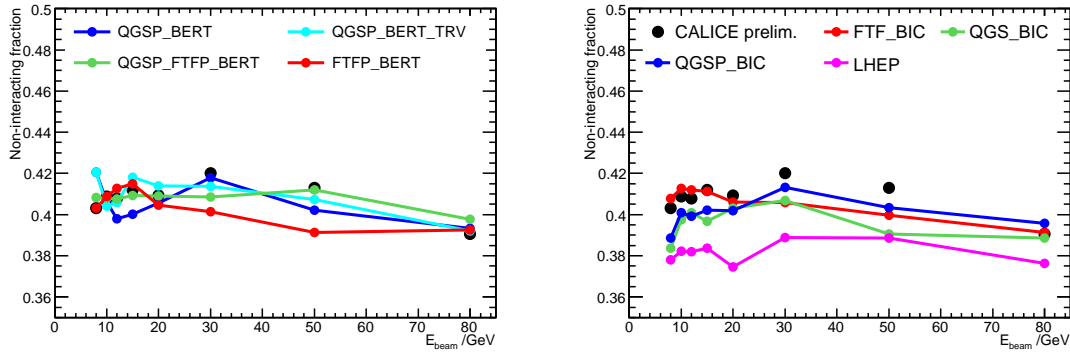 Non-interacting fraction
0.5
0.48
0.46
0.44
0.42
0.4
0.38
0.36
QGSP_BERT
QGSP_BERT_TRV
QGSP_FTFP_BERT
FTFP_BERT
0 10 20 30 40 50 60 70 80
E_beam /GeV
Non-interacting fraction
0.5
0.48
0.46
0.44
0.42
0.4
0.38
0.36
CALICE prelim.
FTF_BIC
QGS_BIC
QGSP_BIC
LHEP
0 10 20 30 40 50 60 70 80
E_beam /GeV